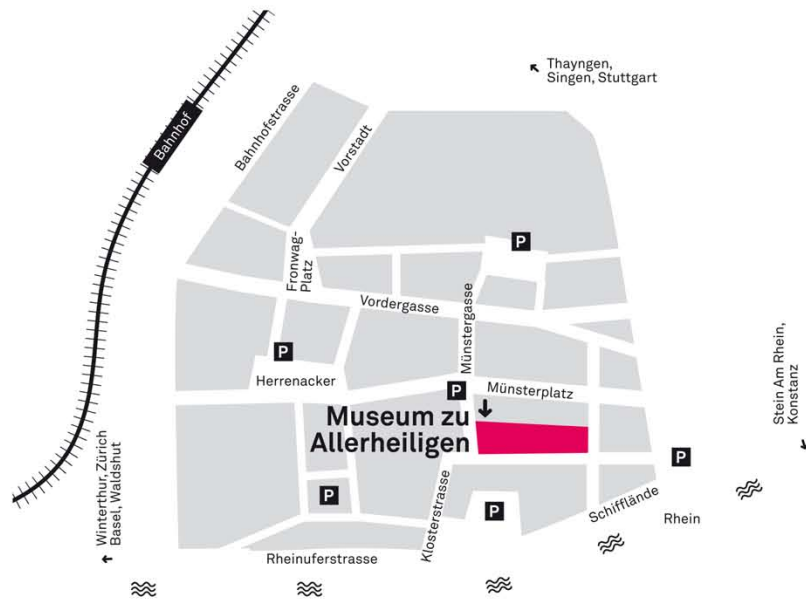 Thayngen,
Singen, Stuttgart
Bahnhof
Bahnhofstrasse
Vorstadt
P
Fronwag-
Platz
Vordergasse
Münstergasse
P
Herrenacker
P
Münsterplatz
Stein Am Rhein,
Konstanz
Museum zu
Allerheiligen
P
P
P
Klosterstrasse
Schifflände
Rhein
Winterthur, Zürich
Basel, Waldshut
Rheinuferstrasse